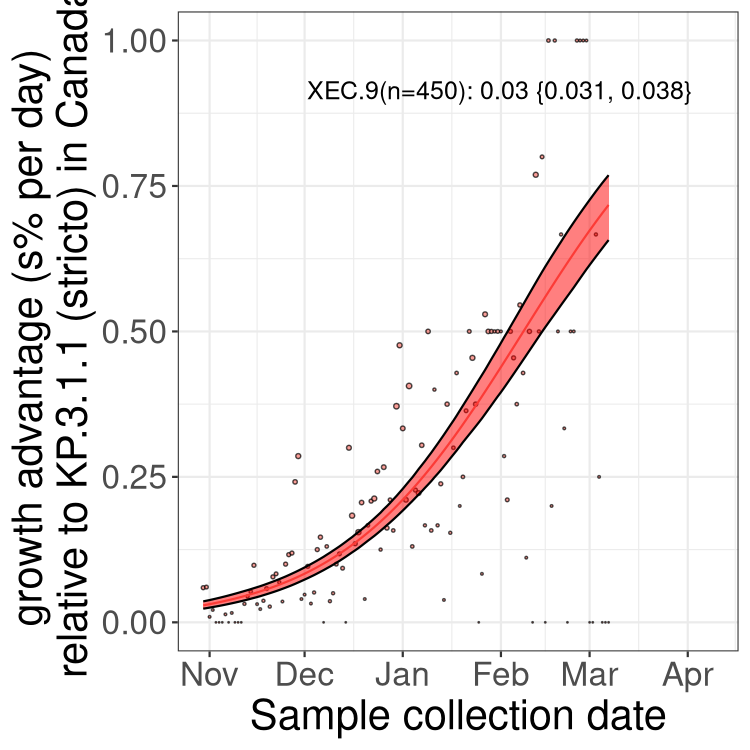 growth advantage (s% per day)
relative to KP.3.1.1 (stricto) in Canada
1.00
0.75
0.50
0.25
0.00
XEC.9(n=450): 0.03 {0.031, 0.038}
Nov Dec Jan Feb Mar Apr
Sample collection date